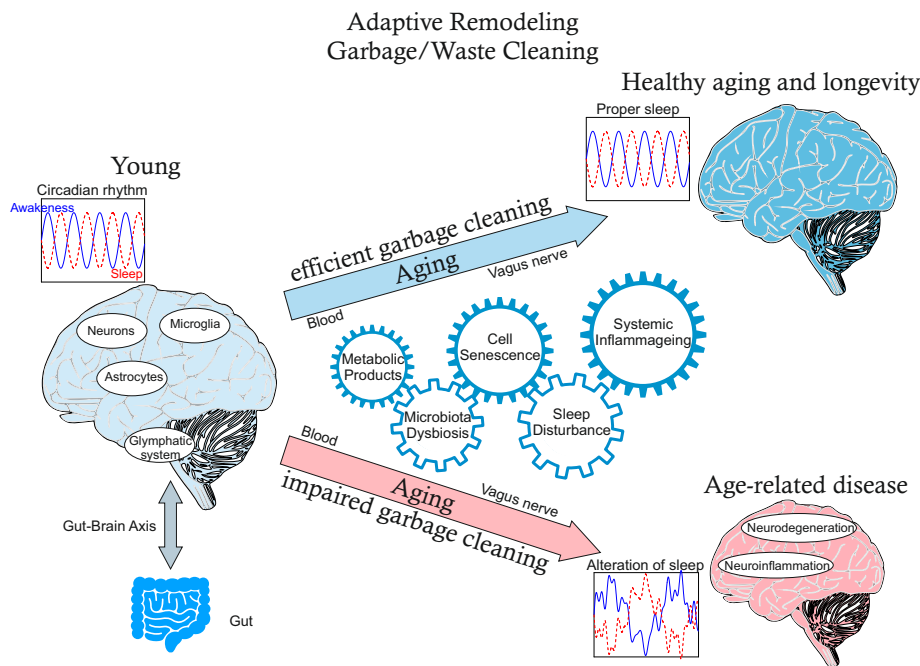 Adaptive Remodeling
Garbage/Waste Cleaning
Healthy aging and longevity
Proper sleep
Young
Circadian rhythm
Awakeness
Sleep
efficient garbage cleaning
Aging
Vagus nerve
Blood
Neurons
Microglia
Astrocytes
Glymphatic
system
Metabolic
Products
Cell
Senescence
Systemic
Inflammageing
Microbiota
Dysbiosis
Sleep
Disturbance
Blood
Aging
Vagus nerve
impaired garbage cleaning
Age-related disease
Neurodegeneration
Neuroinflammation
Alteration of sleep
Gut-Brain Axis
Gut